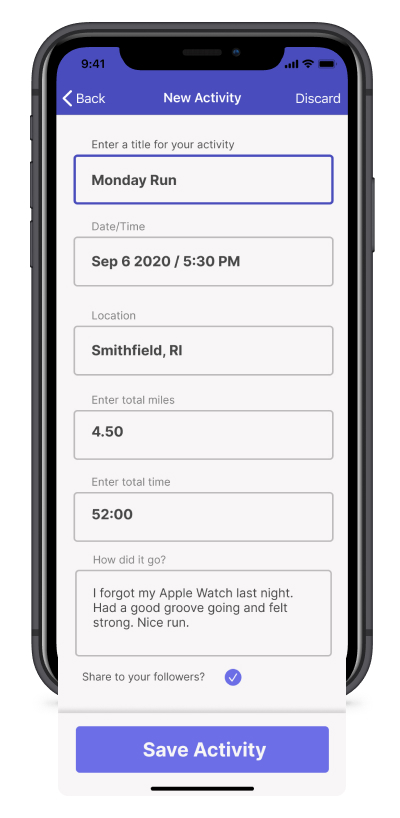 9:41
Back New Activity Discard
Enter a title for your activity
Monday Run
Date/Time
Sep 6 2020 / 5:30 PM
Location
Smithfield, RI
Enter total miles
4.50
Enter total time
52:00
How did it go?
I forgot my Apple Watch last night.
Had a good groove going and felt
strong. Nice run.
Share to your followers?
Save Activity